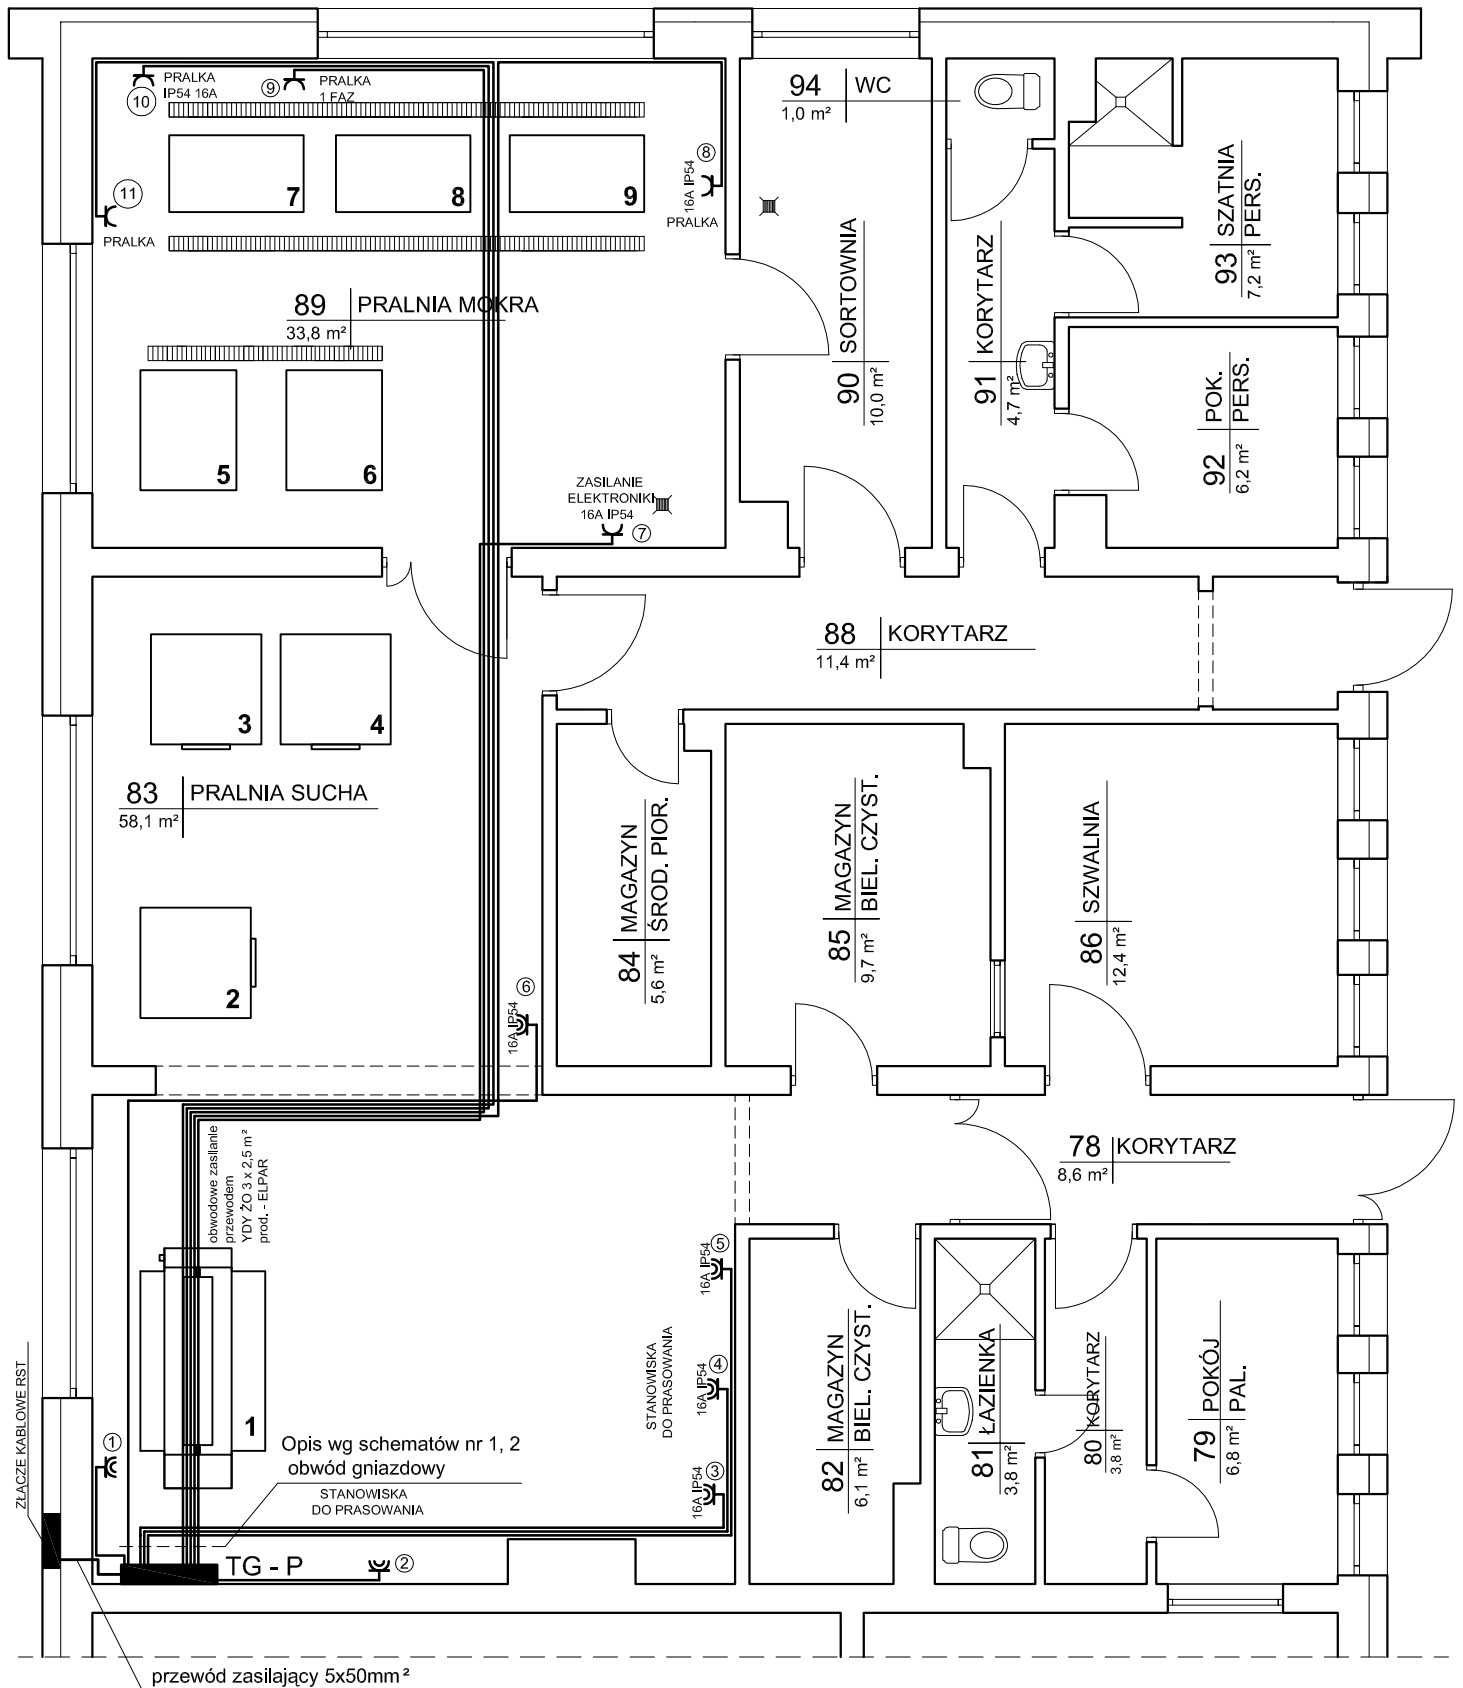 PRALKA
IP54 16A
10
9
PRALKA
1 FAZ
94 WC
1,0 m²
7
8
9
8
16A IP54
PRALKA
11
PRALKA
93 SZATNIA
PERS.
7,2 m²
89 PRALNIA MOKRA
33,8 m²
90 SORTOWNIA
10,0 m²
91 KORYTARZ
4,7 m²
92 POK.
PERS.
6,2 m²
5
6
ZASILANIE
ELEKTRONIKI
16A IP54
7
88 KORYTARZ
11,4 m²
3
4
83 PRALNIA SUCHA
58,1 m²
84 MAGAZYN
ŚROD. PIOR.
5,6 m²
85 MAGAZYN
BIEL. CZYST.
9,7 m²
86 SZWALNIA
12,4 m²
2
6
16A IP54
obwodowe zasilanie
przewodem
YDY ŻO 3 x 2,5 m²
prod. - ELPAR
78 KORYTARZ
8,6 m²
5
16A IP54
4
16A IP54
STANOWISKA
DO PRASOWANIA
3
16A IP54
82 MAGAZYN
BIEL. CZYST.
6,1 m²
81 ŁAZIENKA
3,8 m²
80 KORYTARZ
3,8 m²
79 POKÓJ
PAL.
6,8 m²
ZŁĄCZE KABLOWE RST
1
1
Opis wg schematów nr 1, 2
obwód gniazdowy
STANOWISKA
DO PRASOWANIA
TG - P
2
przewód zasilający 5x50mm²